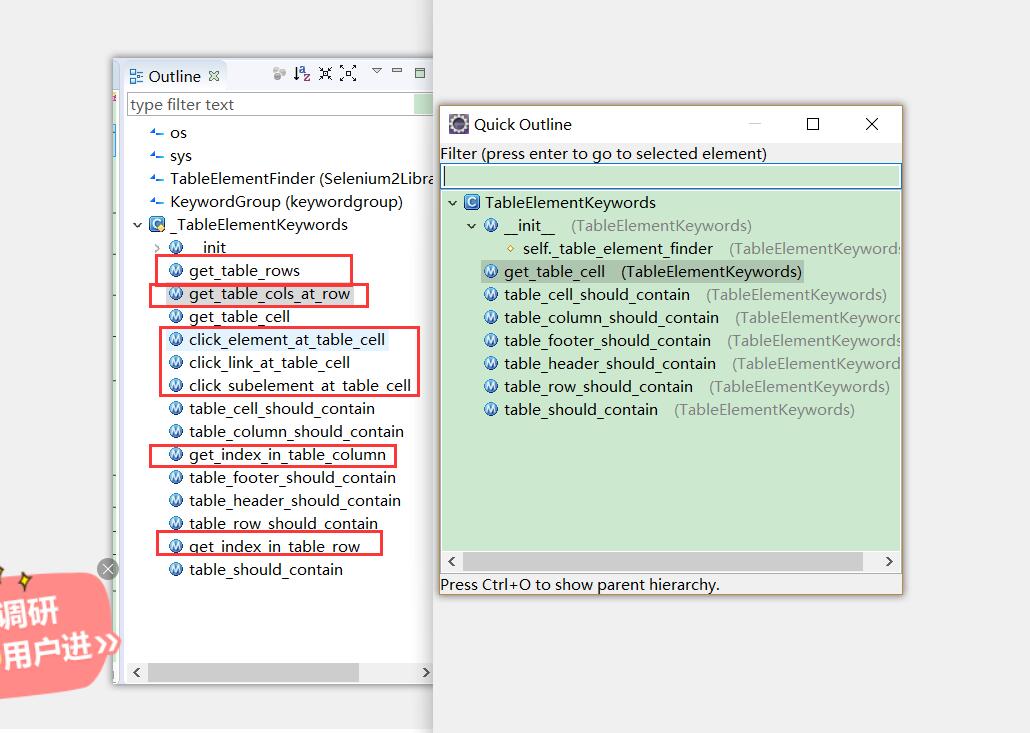 Outline
type filter text
os
sys
TableElementFinder (Selenium2Libra
KeywordGroup (keywordgroup)
_TableElementKeywords
init
get_table_rows
get_table_cols_at_row
get_table_cell
click_element_at_table_cell
click_link_at_table_cell
click_subelement_at_table_cell
table_cell_should_contain
table_column_should_contain
get_index_in_table_column
table_footer_should_contain
table_header_should_contain
table_row_should_contain
get_index_in_table_row
table_should_contain
调研
用户进
Quick Outline
Filter (press enter to go to selected element)
TableElementKeywords
__init__ (TableElementKeywords)
self._table_element_finder (TableElementKeywords
get_table_cell (TableElementKeywords)
table_cell_should_contain (TableElementKeywords)
table_column_should_contain (TableElementKeyword
table_footer_should_contain (TableElementKeywords
table_header_should_contain (TableElementKeyword
table_row_should_contain (TableElementKeywords)
table_should_contain (TableElementKeywords)
Press Ctrl+O to show parent hierarchy.